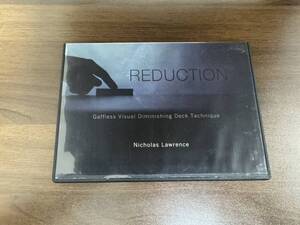 REDUCTION
Gaffless Visual Diminishing Deck Technique
Nicholas Lawrence